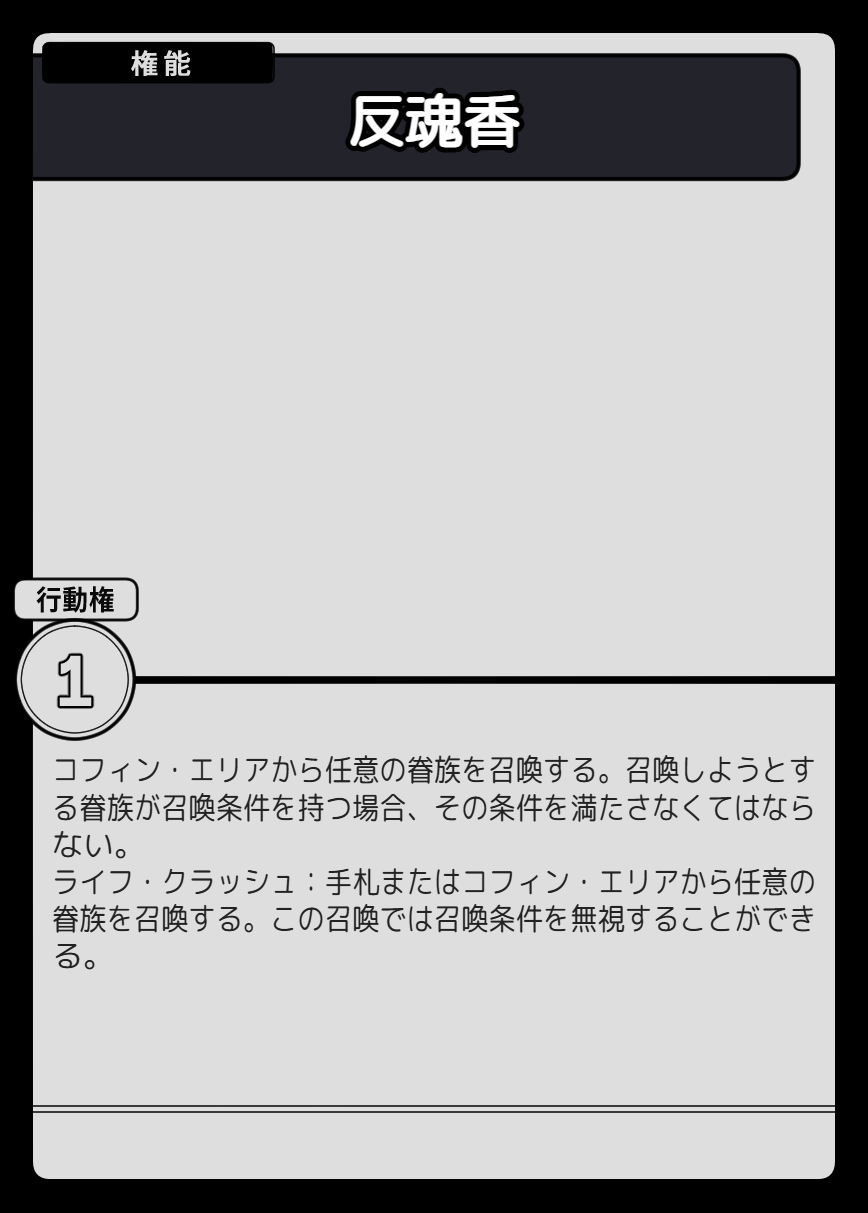 権能
反魂香
行動権
1
コフィン・エリアから任意の眷族を召喚する。召喚しようとす
る眷族が召喚条件を持つ場合、その条件を満たさなくてはなら
ない。
ライフ・クラッシュ：手札またはコフィン・エリアから任意の
眷族を召喚する。この召喚では召喚条件を無視することができ
る。